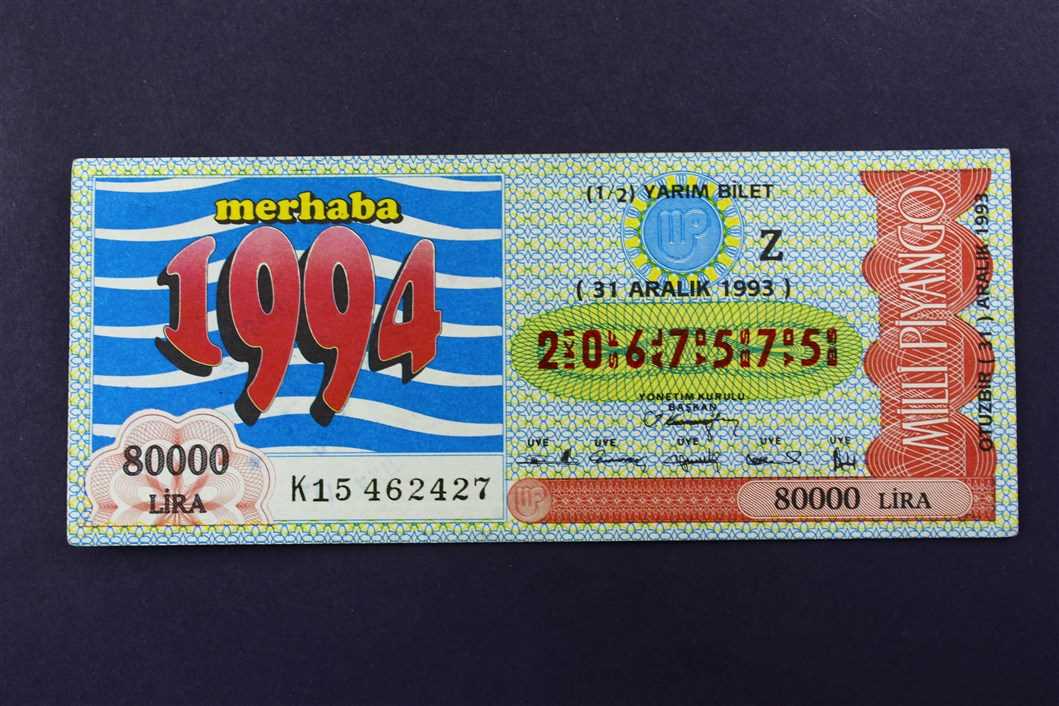 merhaba
1994
80000
LİRA
K15 462427
(1/2) YARIM BİLET
MP
Z
( 31 ARALIK 1993 )
2 0 6 7 5 7 5
YÖNETİM KURULU
BAŞKAN
ÜYE ÜYE ÜYE ÜYE ÜYE
MP
80000 LİRA
MİLLİ PİYANGO
OTUZBİR ( 31 ) ARALIK 1993